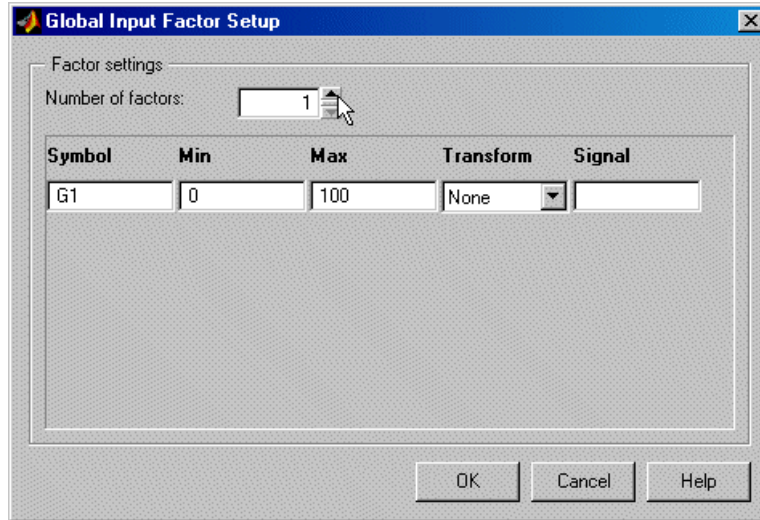 Global Input Factor Setup
Factor settings
Number of factors: 1
Symbol Min Max Transform Signal
G1 0 100 None
OK Cancel Help